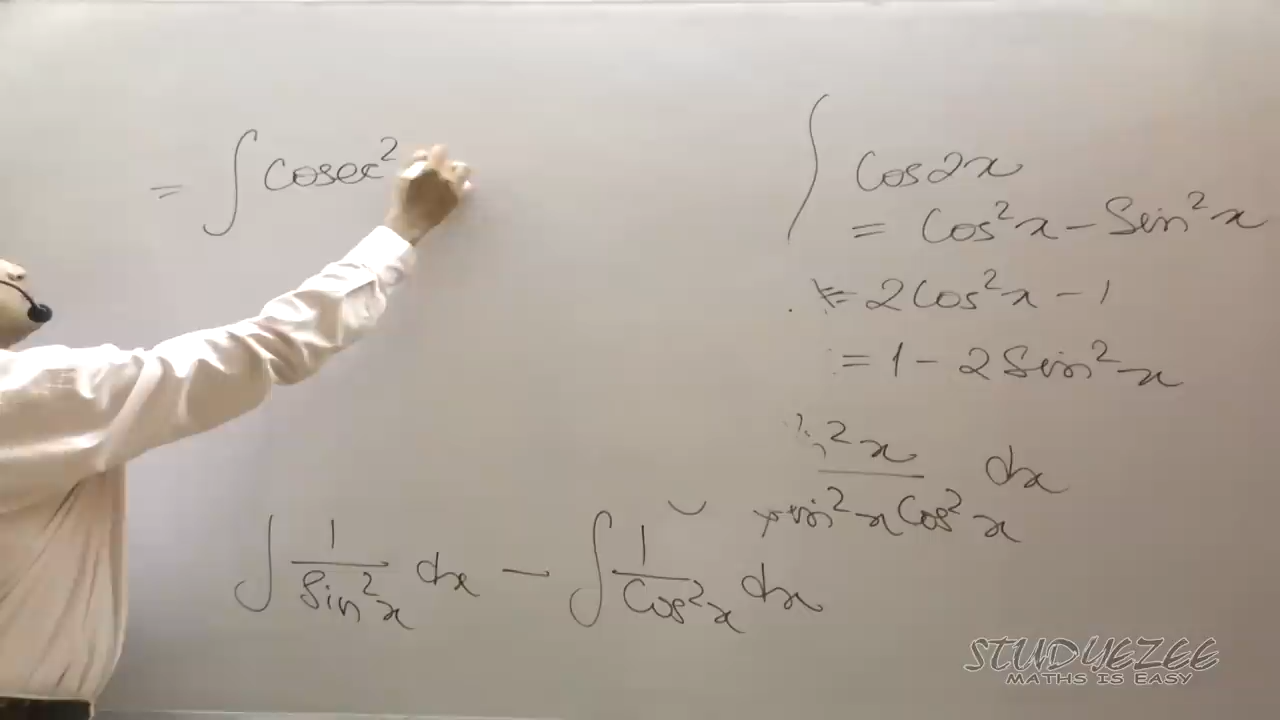 = ∫ Cosec²
∫ Cos2x
= Cos²x - Sin²x
= 2Cos²x - 1
= 1 - 2Sin²x
²x / Sin²x Cos²x dx
∫ 1/Sin²x dx - ∫ 1/Cos²x dx
STUDYEZEE
MATHS IS EASY